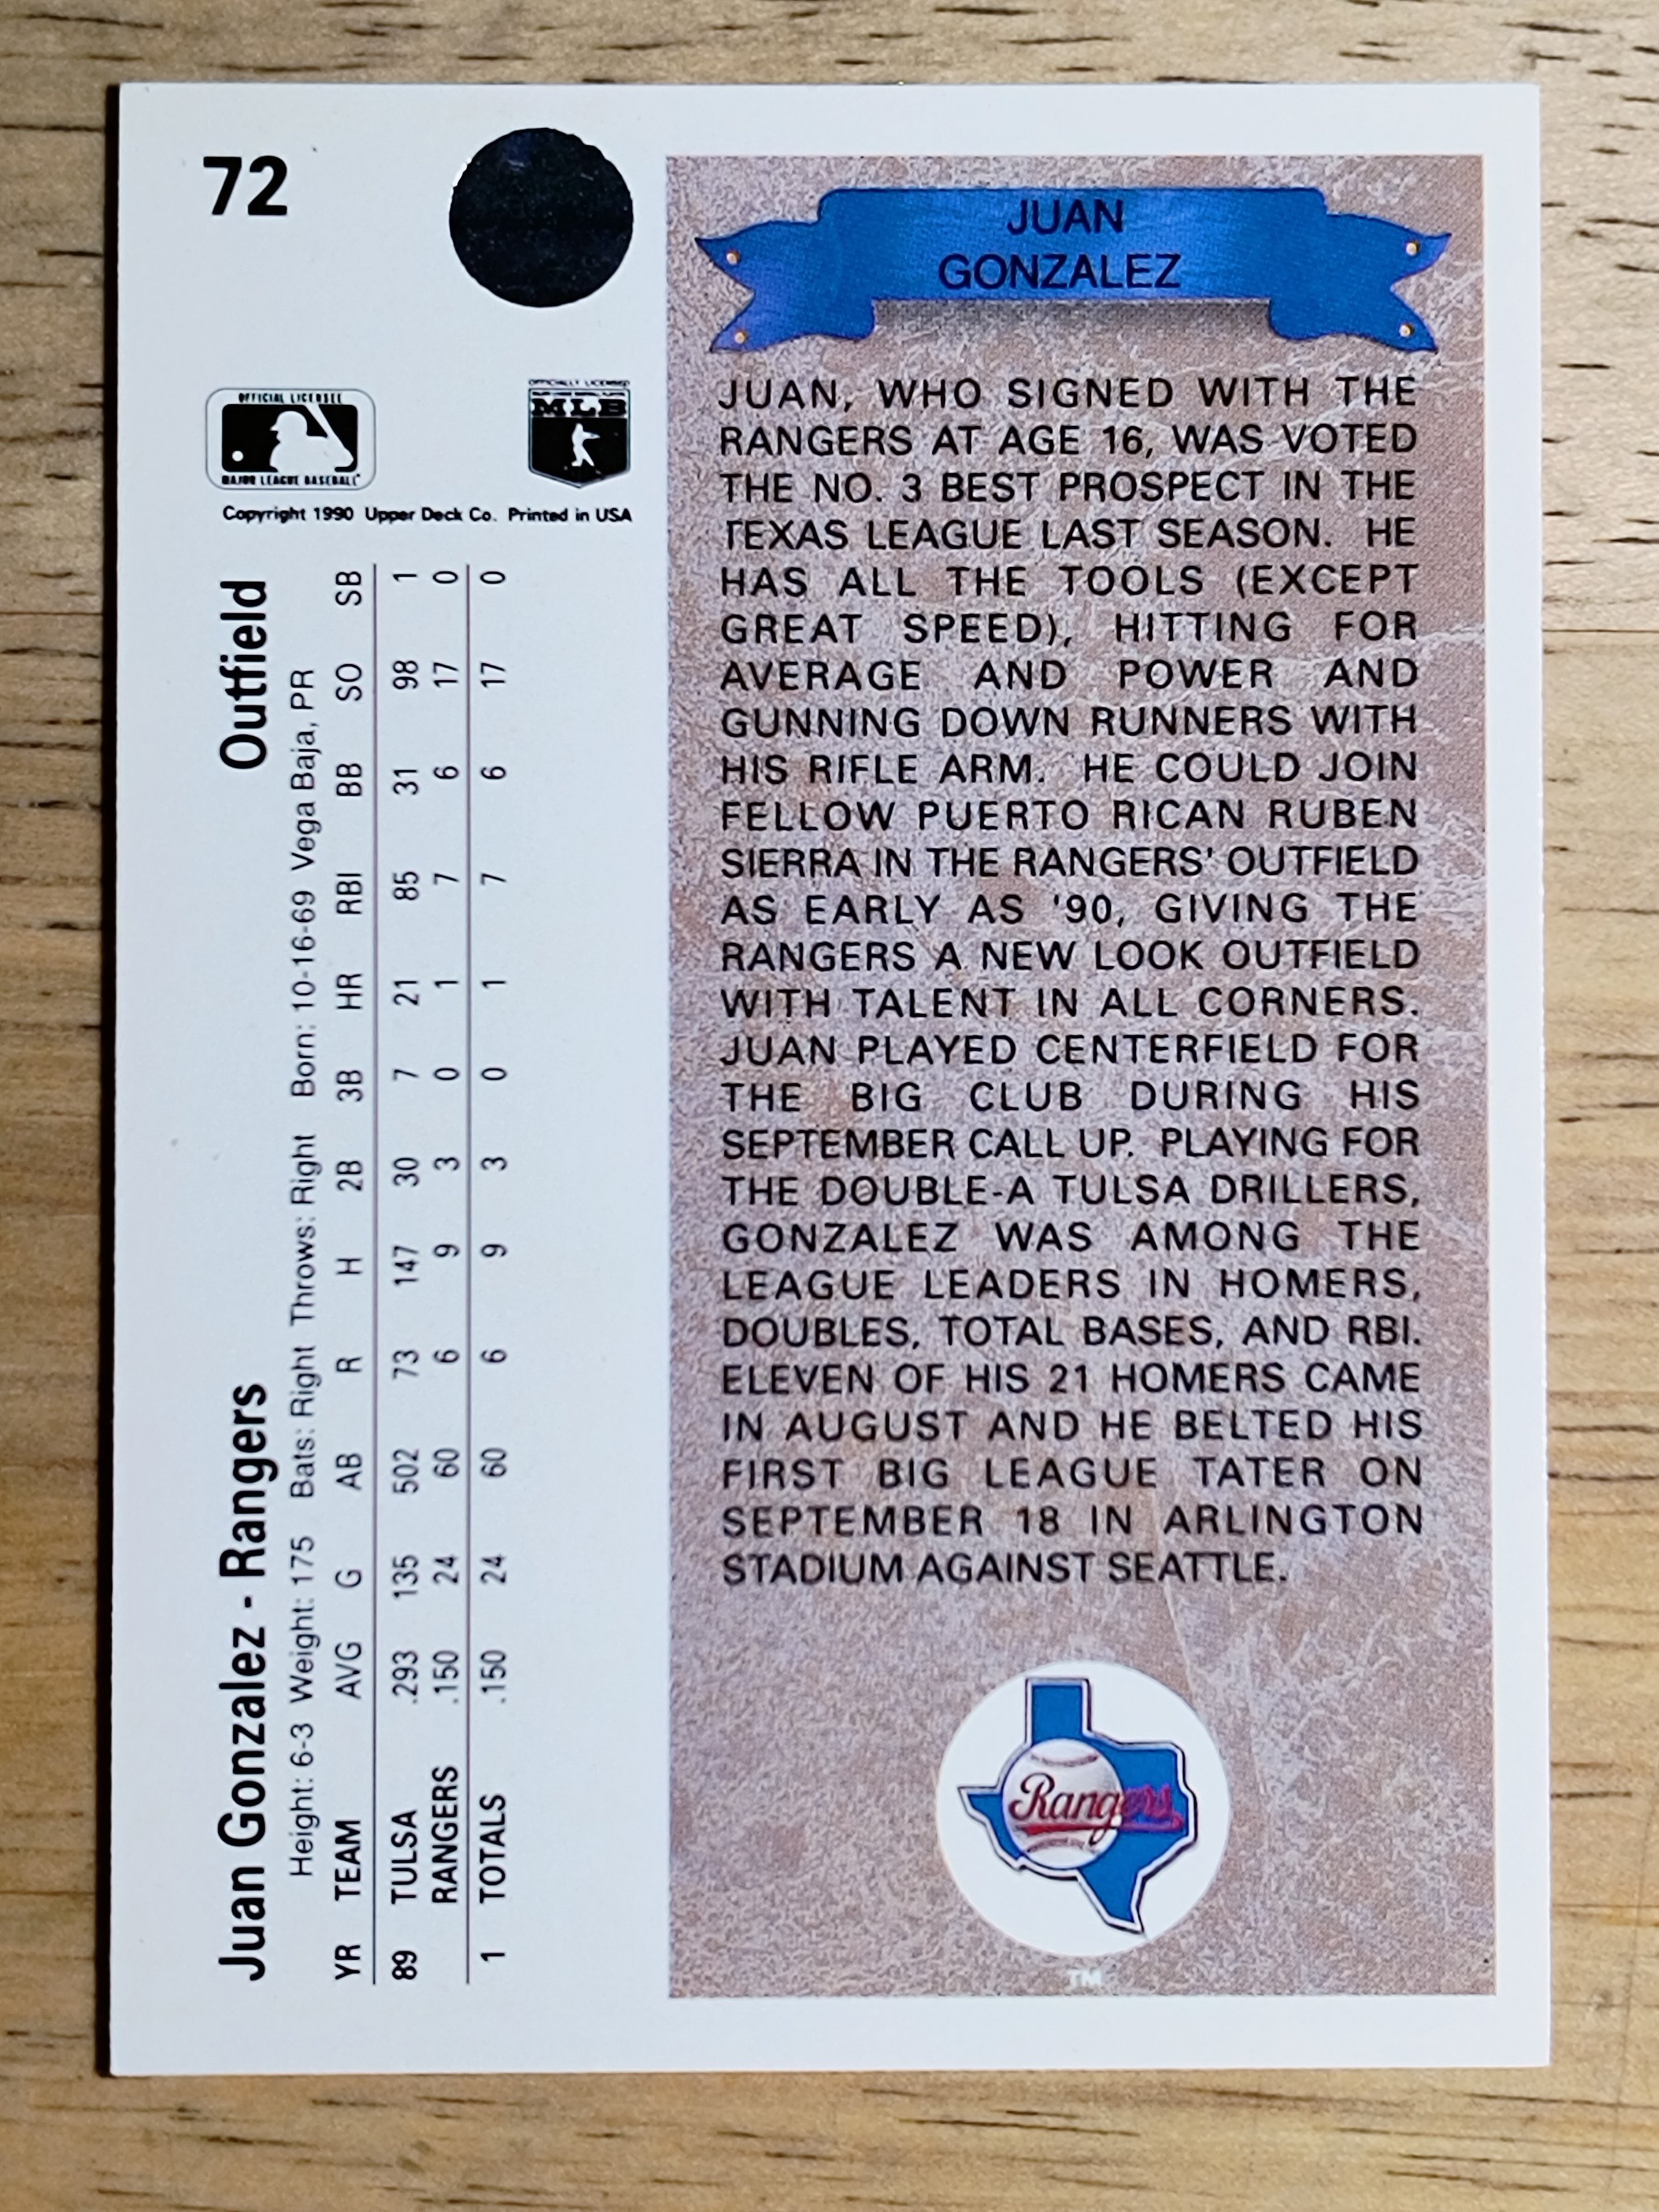 72
OFFICIAL LICENSEE
MAJOR LEAGUE BASEBALL
OFFICIALLY LICENSED
MLB
Copyright 1990 Upper Deck Co. Printed in USA
Juan Gonzalez - Rangers Outfield
Height: 6-3 Weight: 175 Bats: Right Throws: Right Born: 10-16-69 Vega Baja, PR
YR TEAM AVG G AB R H 2B 3B HR RBI BB SO SB
89 TULSA .293 135 502 73 147 30 7 21 85 31 98 1
RANGERS .150 24 60 6 9 3 0 1 7 6 17 0
1 TOTALS .150 24 60 6 9 3 0 1 7 6 17 0
JUAN
GONZALEZ
JUAN, WHO SIGNED WITH THE
RANGERS AT AGE 16, WAS VOTED
THE NO. 3 BEST PROSPECT IN THE
TEXAS LEAGUE LAST SEASON. HE
HAS ALL THE TOOLS (EXCEPT
GREAT SPEED), HITTING FOR
AVERAGE AND POWER AND
GUNNING DOWN RUNNERS WITH
HIS RIFLE ARM. HE COULD JOIN
FELLOW PUERTO RICAN RUBEN
SIERRA IN THE RANGERS' OUTFIELD
AS EARLY AS '90, GIVING THE
RANGERS A NEW LOOK OUTFIELD
WITH TALENT IN ALL CORNERS.
JUAN PLAYED CENTERFIELD FOR
THE BIG CLUB DURING HIS
SEPTEMBER CALL UP. PLAYING FOR
THE DOUBLE-A TULSA DRILLERS,
GONZALEZ WAS AMONG THE
LEAGUE LEADERS IN HOMERS,
DOUBLES, TOTAL BASES, AND RBI.
ELEVEN OF HIS 21 HOMERS CAME
IN AUGUST AND HE BELTED HIS
FIRST BIG LEAGUE TATER ON
SEPTEMBER 18 IN ARLINGTON
STADIUM AGAINST SEATTLE.
Rangers
TM